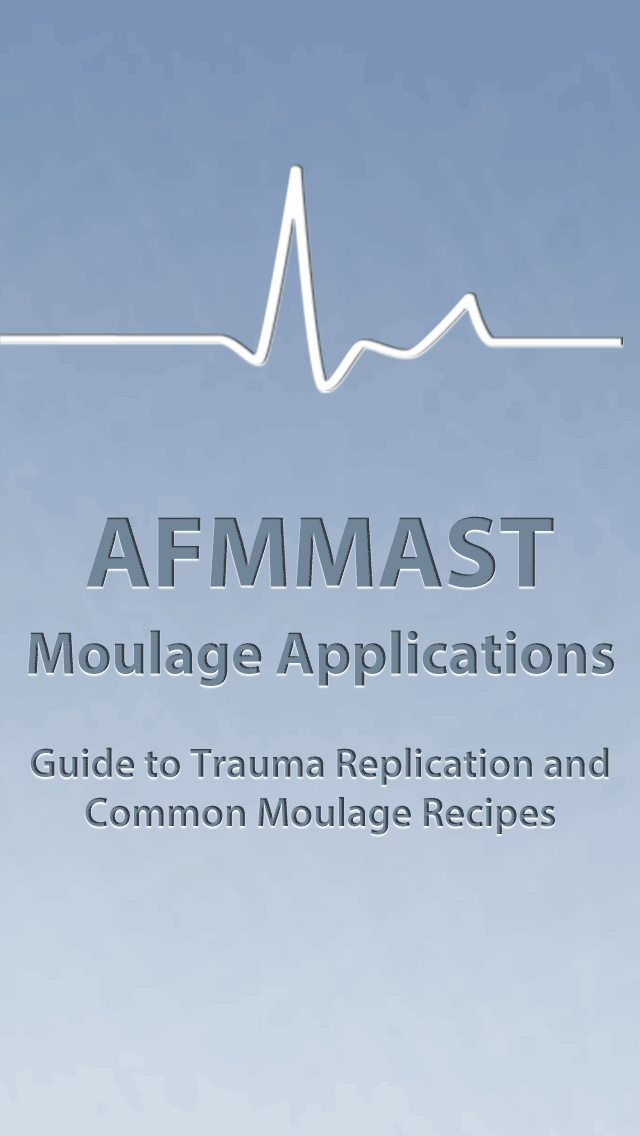 AFMMAST
Moulage Applications
Guide to Trauma Replication and
Common Moulage Recipes